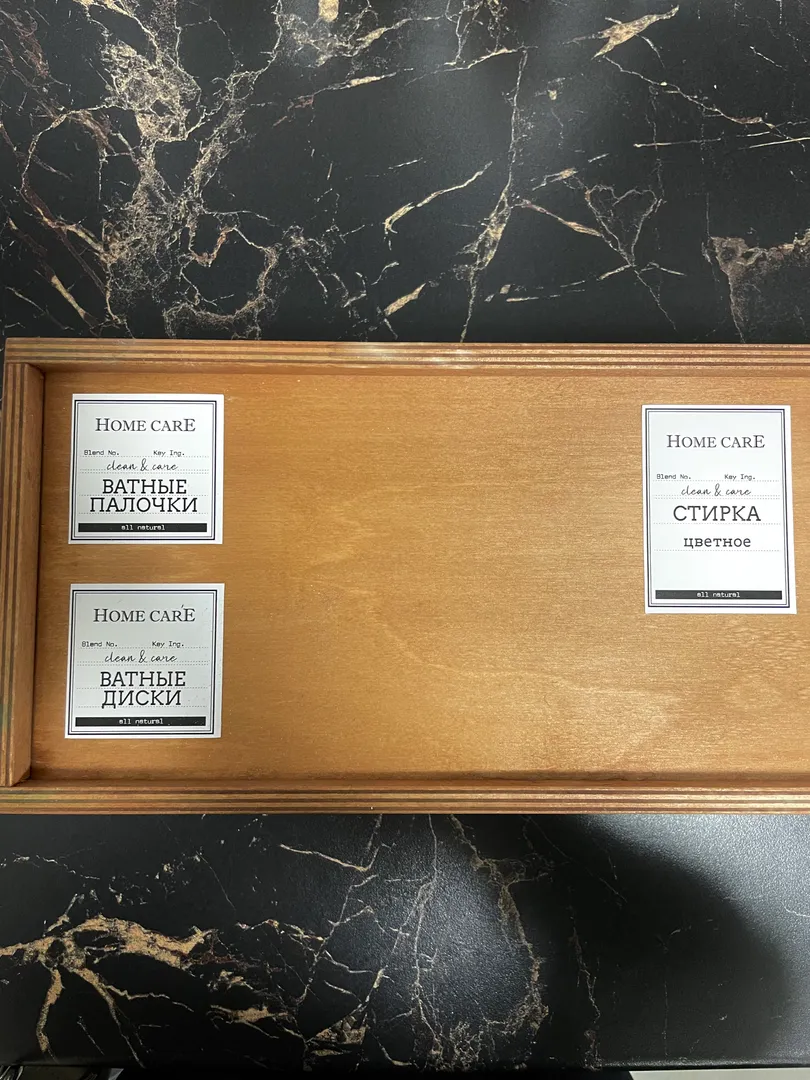 HOME CARE
Blend No. Key Ing.
clean & care
ВАТНЫЕ
ПАЛОЧКИ
all natural
HOME CARE
Blend No. Key Ing.
clean & care
ВАТНЫЕ
ДИСКИ
all natural
HOME CARE
Blend No. Key Ing.
clean & care
СТИРКА
цветное
all natural